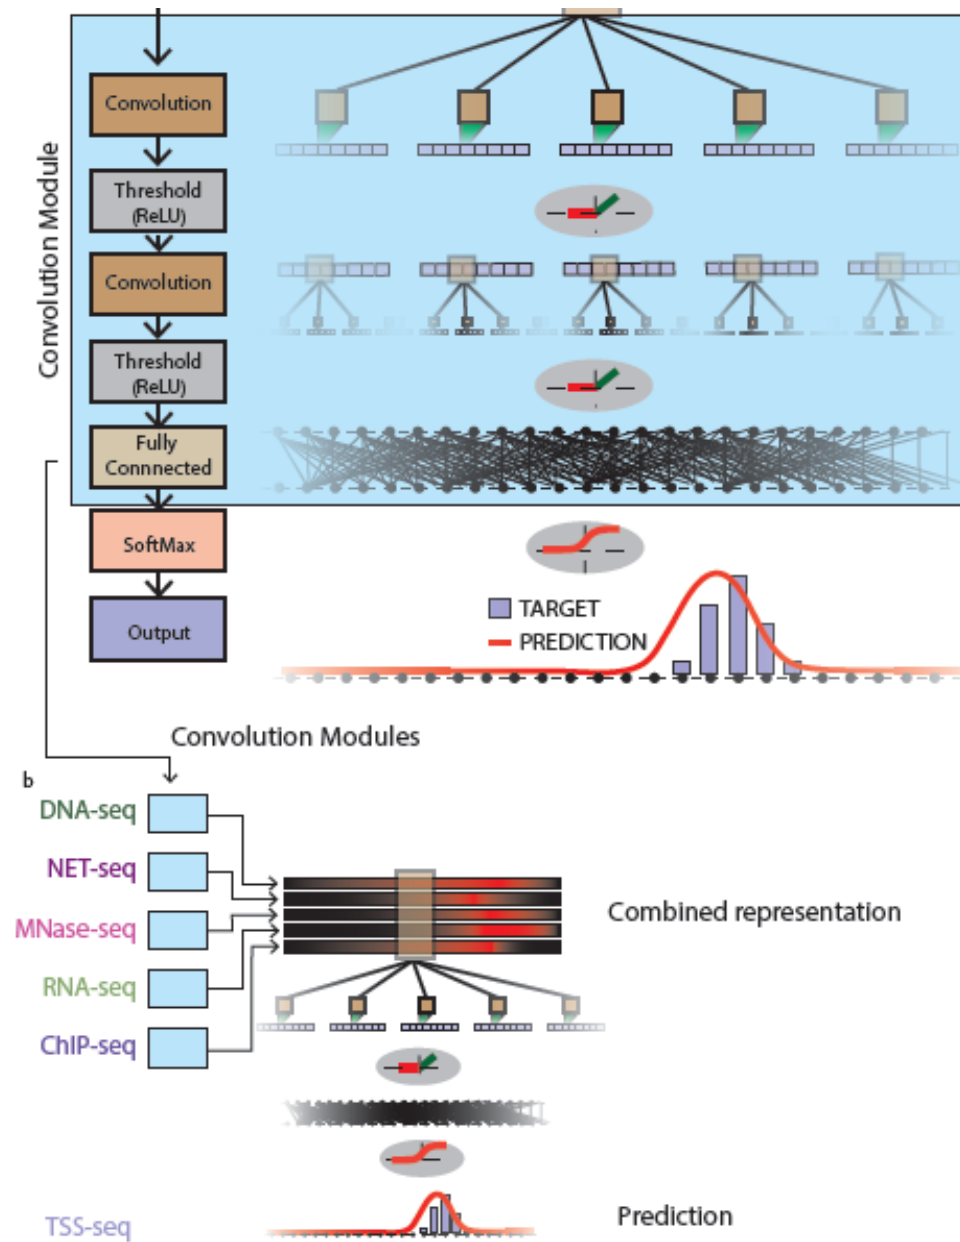 Convolution Module
Convolution
Threshold
(ReLU)
Convolution
Threshold
(ReLU)
Fully
Connnected
SoftMax
Output
TARGET
PREDICTION
Convolution Modules
b
DNA-seq
NET-seq
MNase-seq
RNA-seq
ChIP-seq
Combined representation
TSS-seq
Prediction